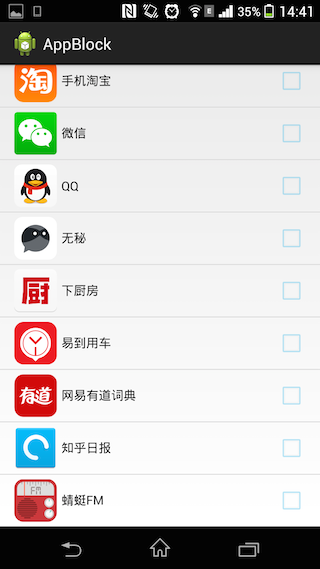 E
35%
14:41
AppBlock
淘
手机淘宝
微信
QQ
无秘
厨
下厨房
易到用车
有道
网易有道词典
知乎日报
FM
蜻蜓FM